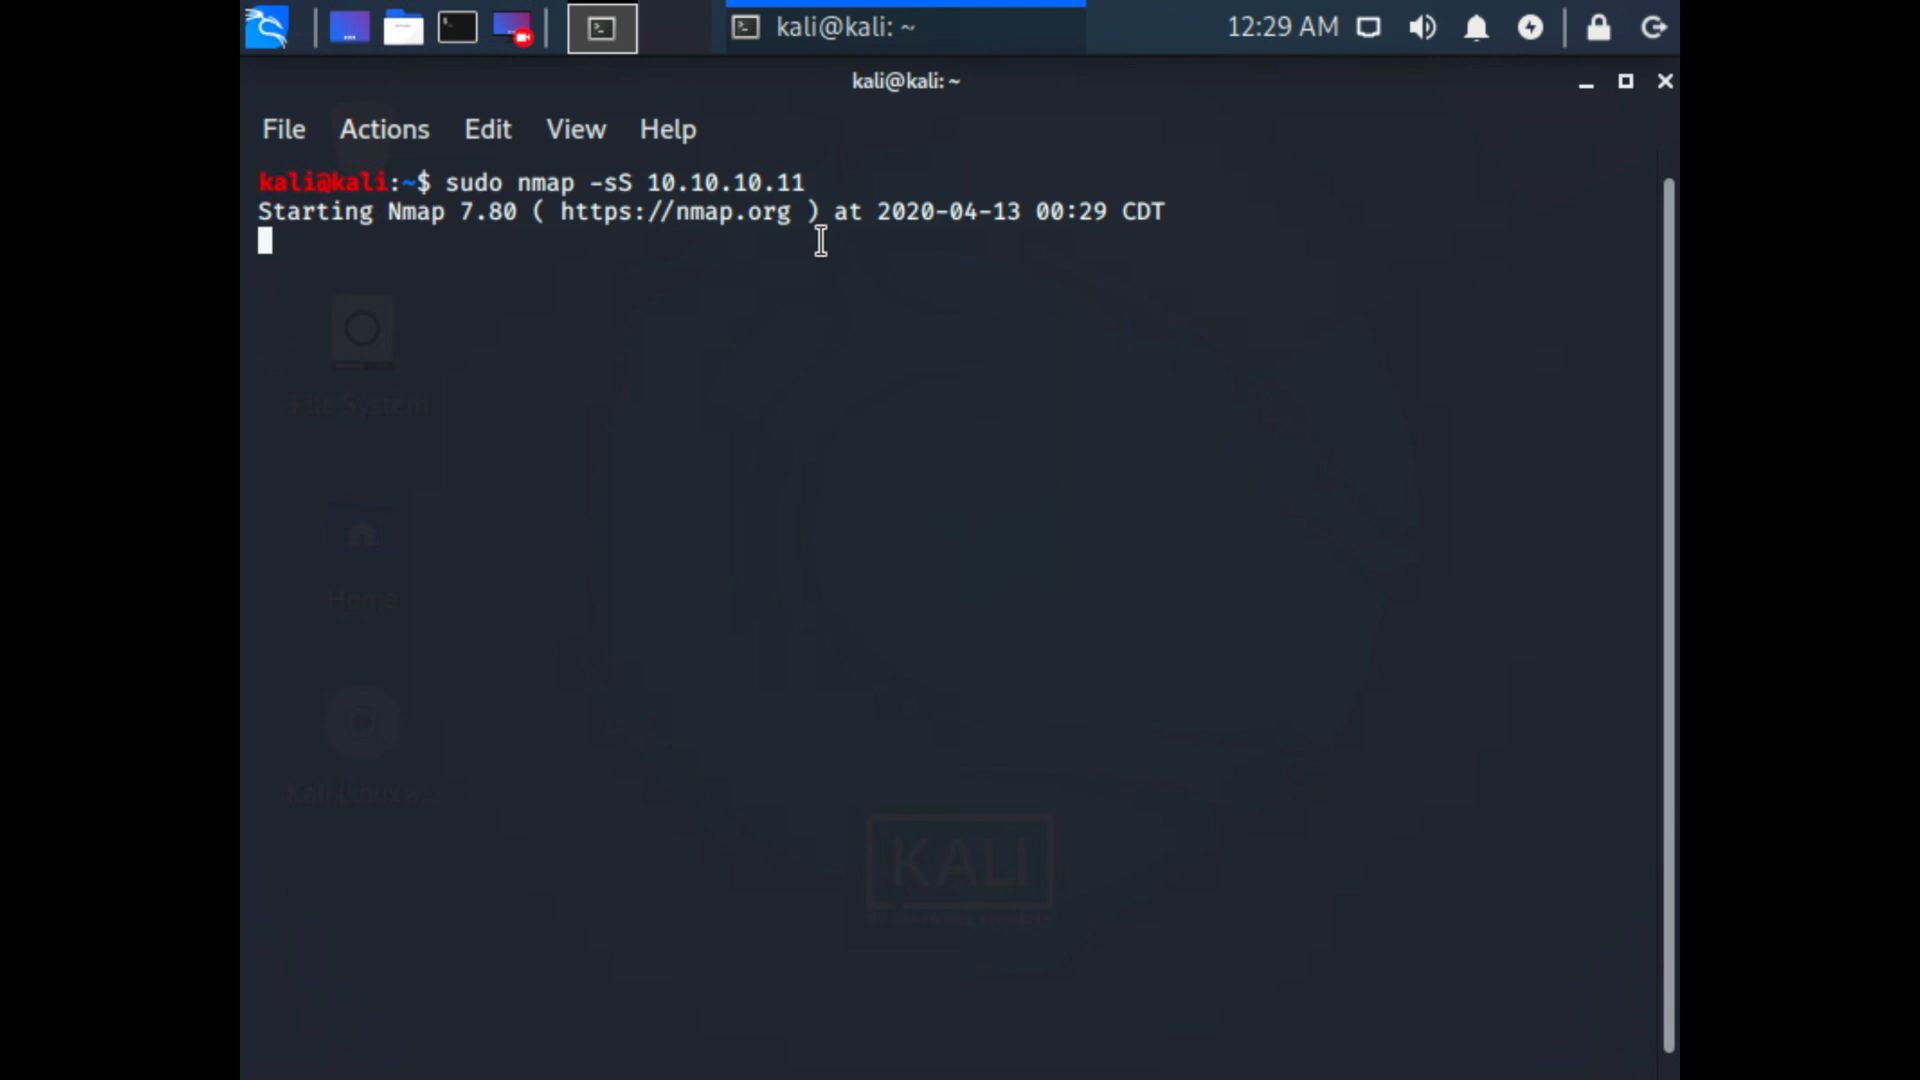 kali@kali: ~
12:29 AM
kali@kali: ~
File Actions Edit View Help
kali@kali:~$ sudo nmap -sS 10.10.10.11
Starting Nmap 7.80 ( https://nmap.org ) at 2020-04-13 00:29 CDT
File System
Home
Kali Linux a...
KALI